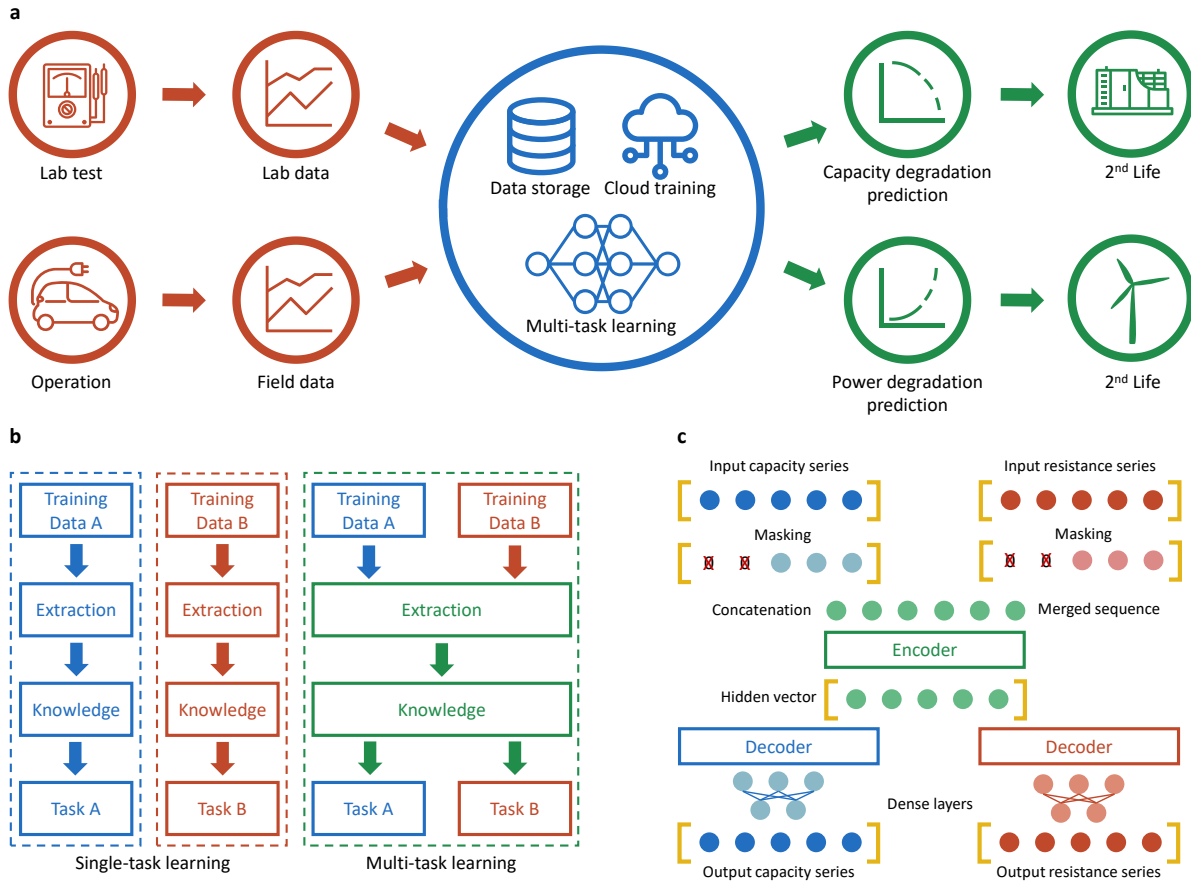 a
Lab test
Lab data
Data storage
Cloud training
Multi-task learning
Capacity degradation
prediction
2nd Life
Operation
Field data
Power degradation
prediction
2nd Life
b
Training
Data A
Extraction
Knowledge
Task A
Training
Data B
Extraction
Knowledge
Task B
Single-task learning
Training
Data A
Training
Data B
Extraction
Knowledge
Task A
Task B
Multi-task learning
c
Input capacity series
Input resistance series
Masking
Masking
Concatenation
Merged sequence
Encoder
Hidden vector
Decoder
Decoder
Dense layers
Output capacity series
Output resistance series